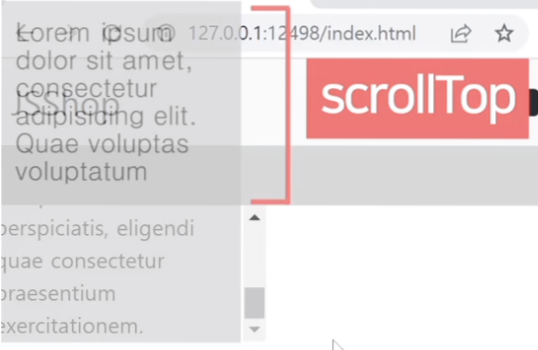 Lorem ipsum
127.0.0.1:12498/index.html
dolor sit amet,
consectetur
JSshop
adipisicing elit.
scrollTop
Quae voluptas
voluptatum
perspiciatis, eligendi
quae consectetur
praesentium
exercitationem.